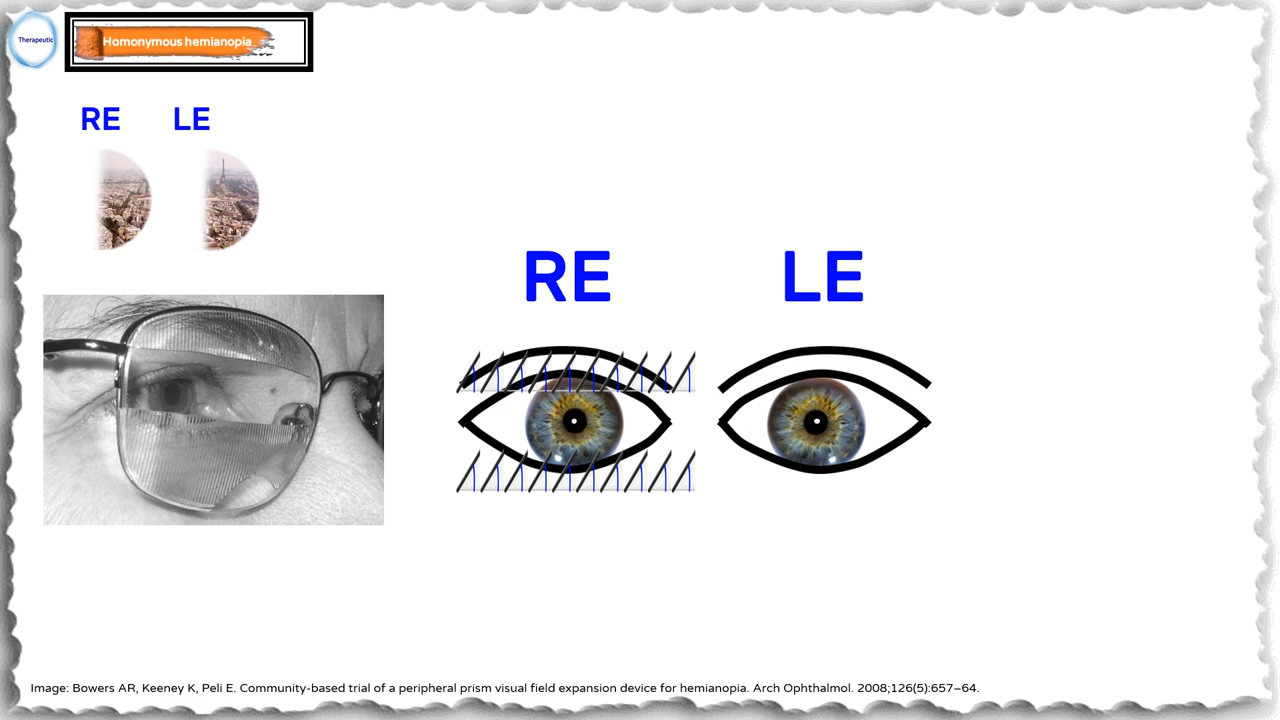 Therapeutic
Homonymous hemianopia
RE LE
RE LE
Image: Bowers AR, Keeney K, Peli E. Community-based trial of a peripheral prism visual field expansion device for hemianopia. Arch Ophthalmol. 2008;126(5):657–64.